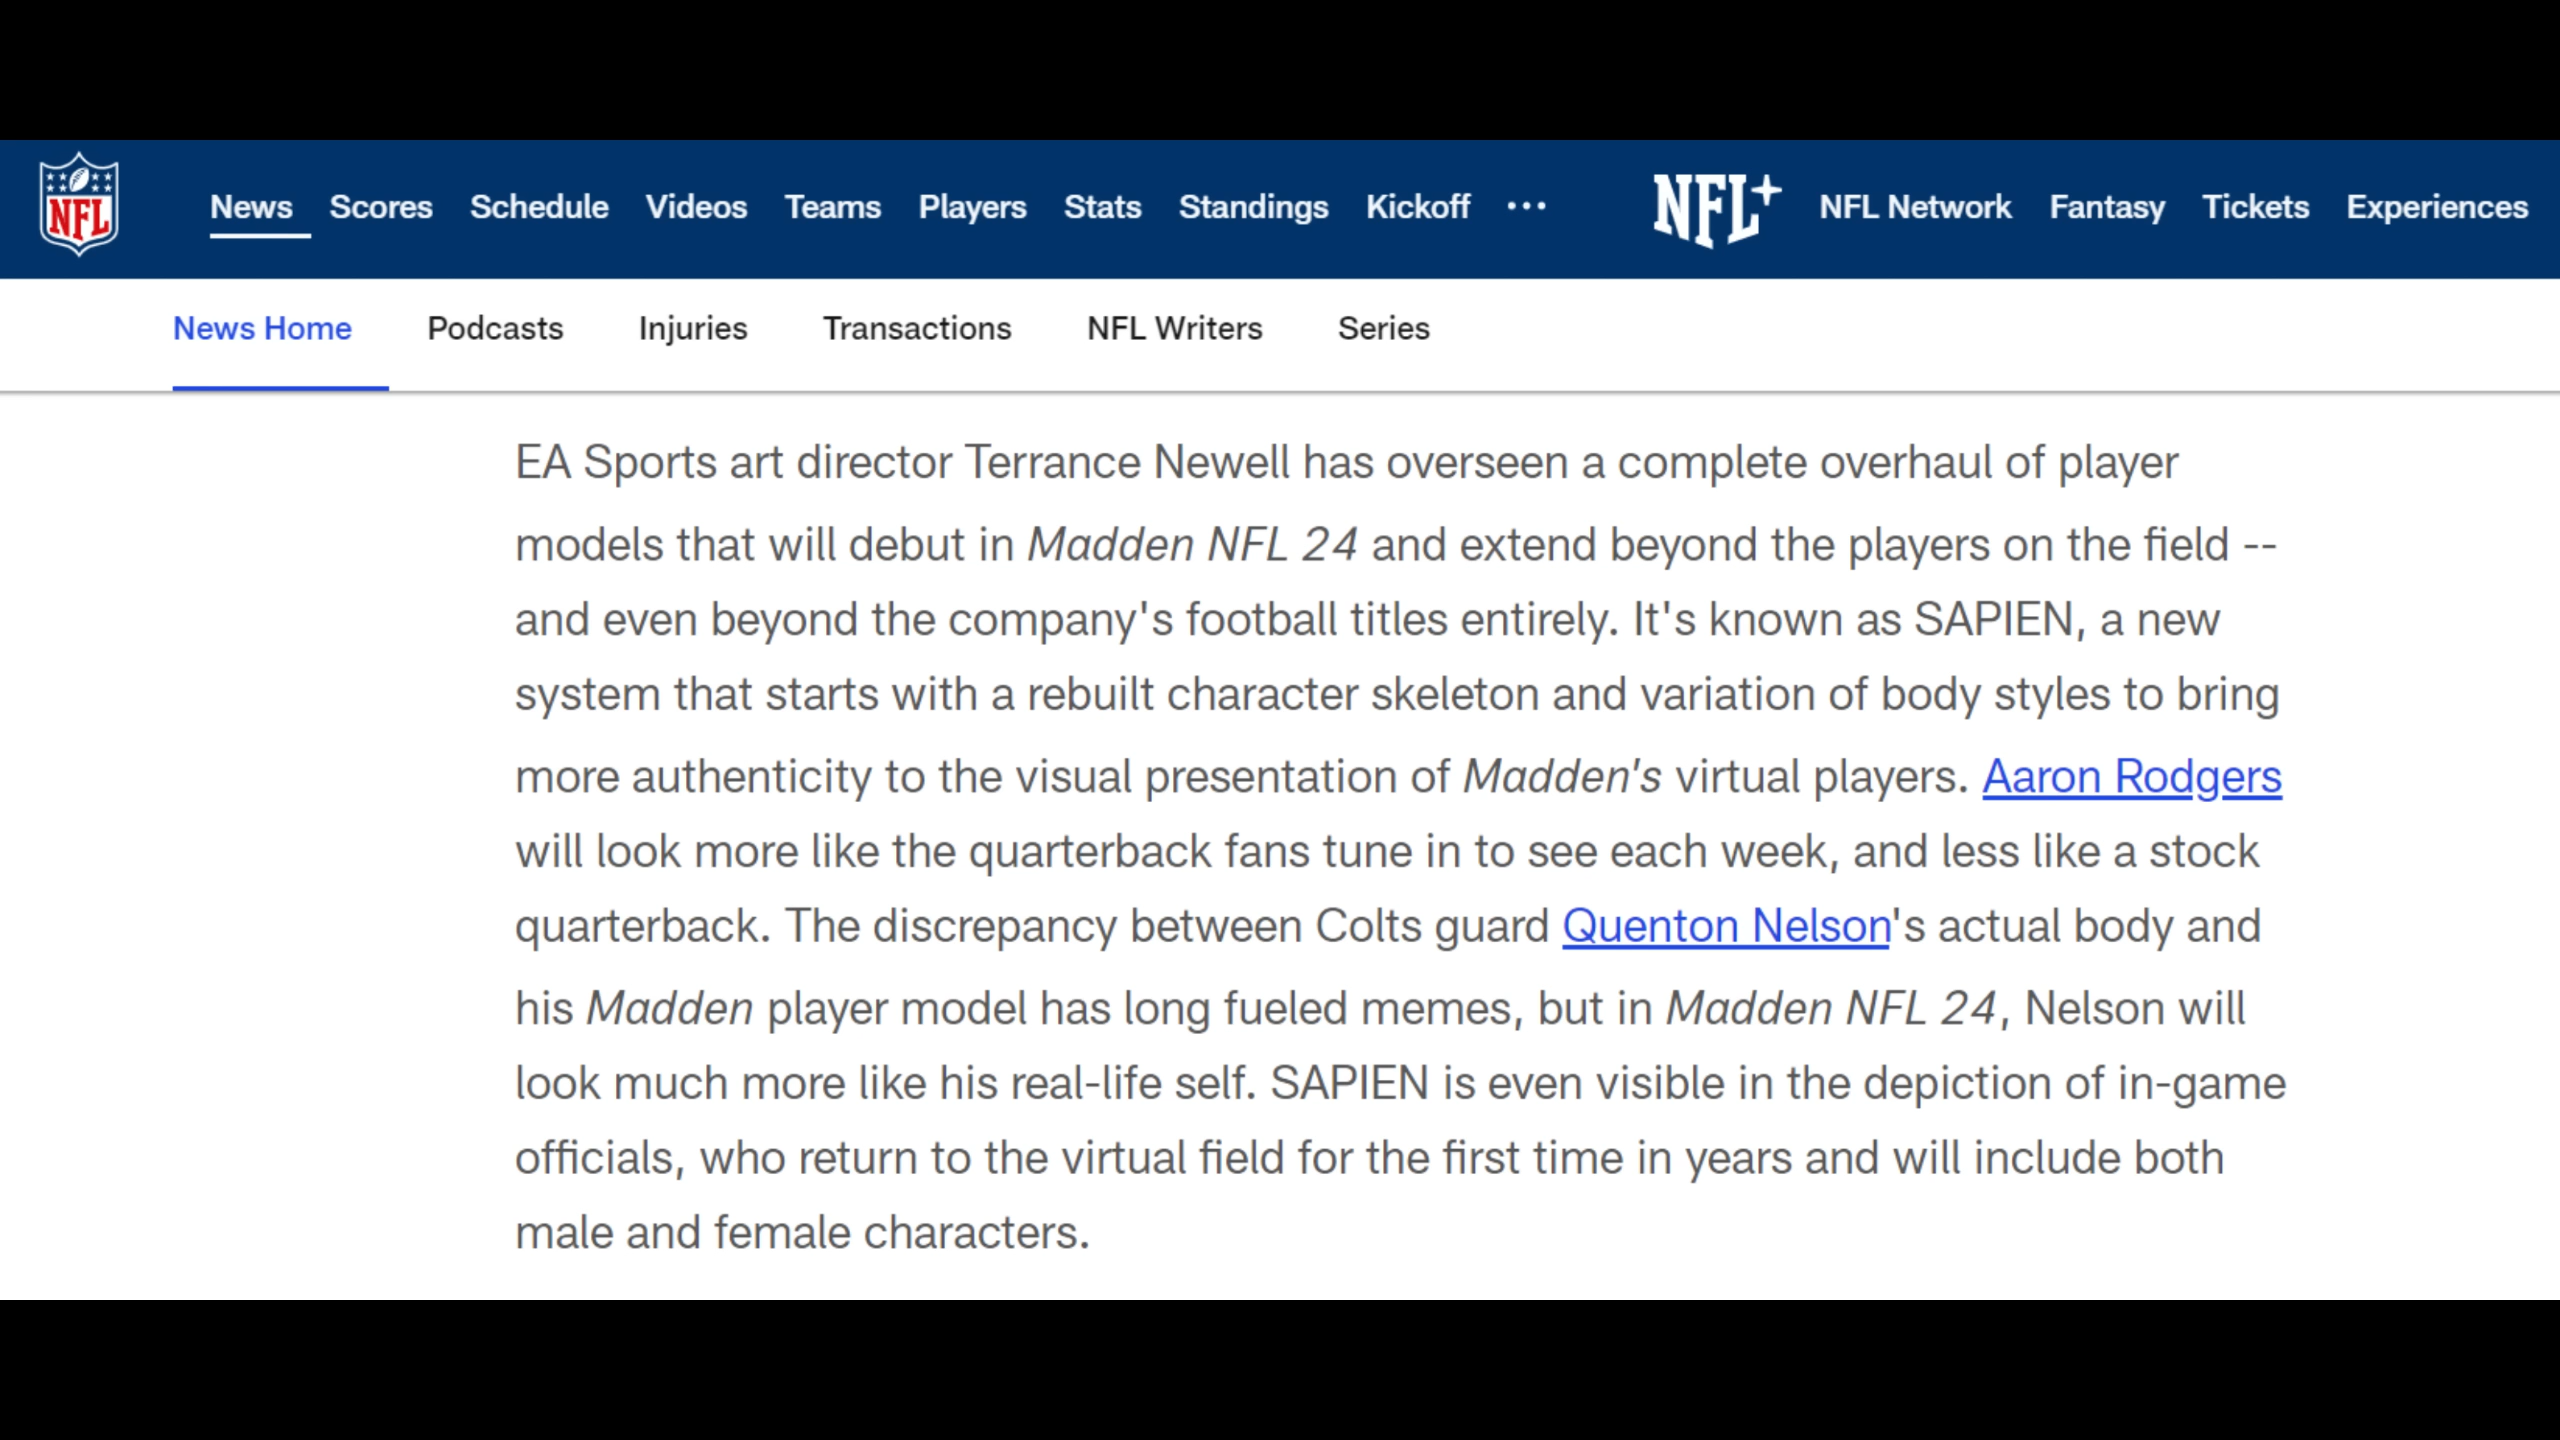 NFL News Scores Schedule Videos Teams Players Stats Standings Kickoff ••• NFL+ NFL Network Fantasy Tickets Experiences
News Home Podcasts Injuries Transactions NFL Writers Series
EA Sports art director Terrance Newell has overseen a complete overhaul of player
models that will debut in Madden NFL 24 and extend beyond the players on the field --
and even beyond the company's football titles entirely. It's known as SAPIEN, a new
system that starts with a rebuilt character skeleton and variation of body styles to bring
more authenticity to the visual presentation of Madden's virtual players. Aaron Rodgers
will look more like the quarterback fans tune in to see each week, and less like a stock
quarterback. The discrepancy between Colts guard Quenton Nelson's actual body and
his Madden player model has long fueled memes, but in Madden NFL 24, Nelson will
look much more like his real-life self. SAPIEN is even visible in the depiction of in-game
officials, who return to the virtual field for the first time in years and will include both
male and female characters.